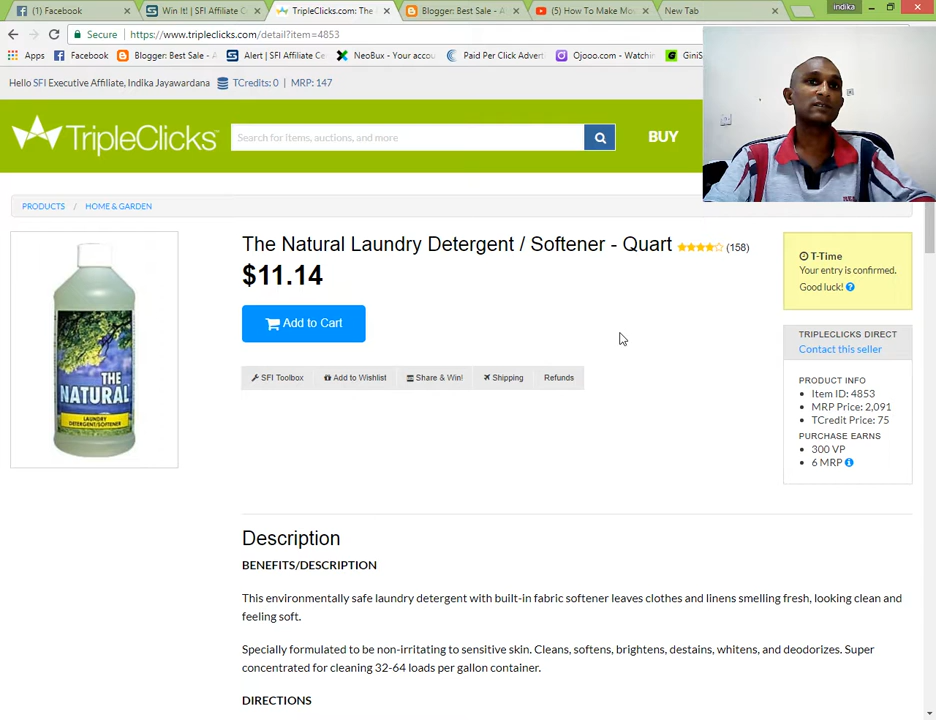 (1) Facebook
Win It! | SFI Affiliate C
TripleClicks.com: The
Blogger: Best Sale - A
(5) How To Make Mo
New Tab
indika
Secure
https://www.tripleclicks.com/detail?item=4853
Apps
Facebook
Blogger: Best Sale - A
Alert | SFI Affiliate Ce
NeoBux - Your accou
Paid Per Click Advert
Ojooo.com - Watchin
GiniS
Hello SFI Executive Affiliate, Indika Jayawardana
TCredits: 0 | MRP: 147
TripleClicks
Search for items, auctions, and more
BUY
PRODUCTS / HOME & GARDEN
The Natural Laundry Detergent / Softener - Quart
(158)
$11.14
Add to Cart
SFI Toolbox
Add to Wishlist
Share & Win!
Shipping
Refunds
THE
NATURAL
LAUNDRY
DETERGENT/SOFTENER
T-Time
Your entry is confirmed.
Good luck!
TRIPLECLICKS DIRECT
Contact this seller
PRODUCT INFO
Item ID: 4853
MRP Price: 2,091
TCredit Price: 75
PURCHASE EARNS
300 VP
6 MRP
Description
BENEFITS/DESCRIPTION
This environmentally safe laundry detergent with built-in fabric softener leaves clothes and linens smelling fresh, looking clean and
feeling soft.
Specially formulated to be non-irritating to sensitive skin. Cleans, softens, brightens, destains, whitens, and deodorizes. Super
concentrated for cleaning 32-64 loads per gallon container.
DIRECTIONS